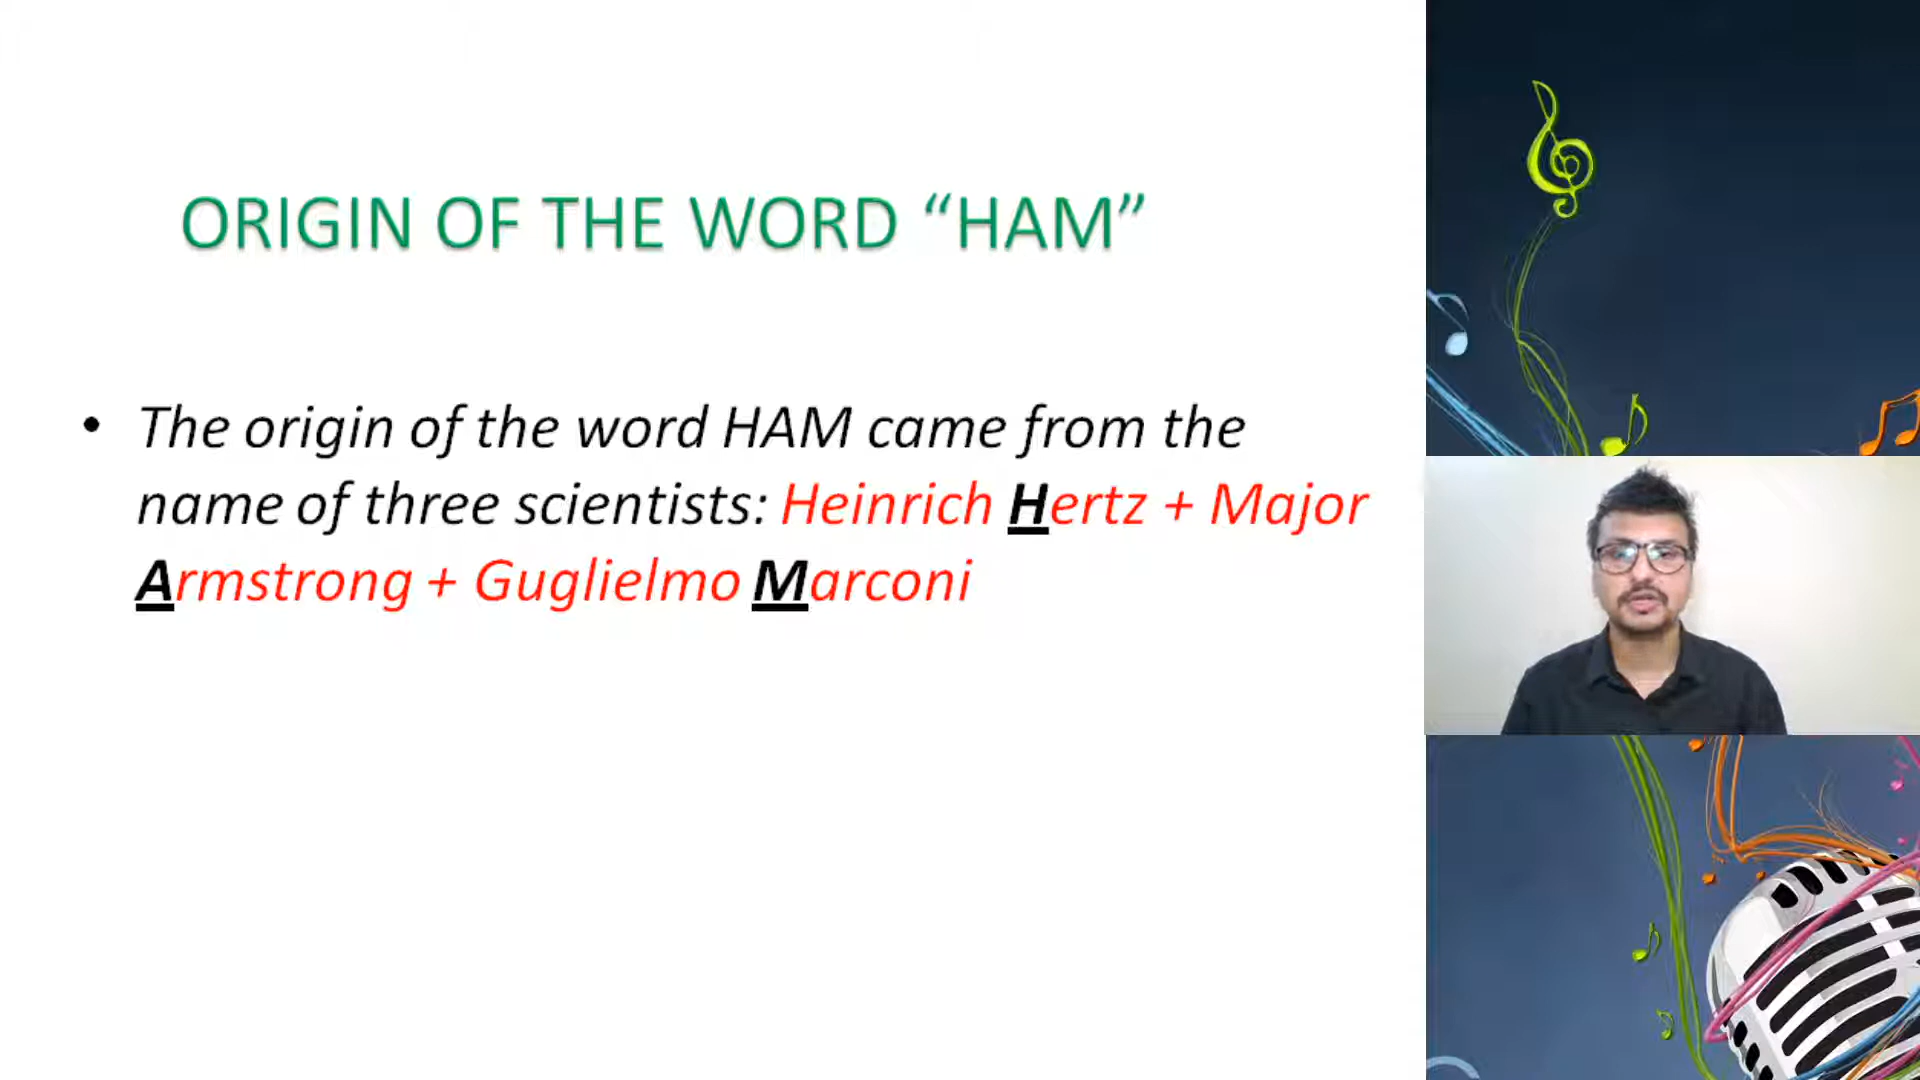 ORIGIN OF THE WORD “HAM”
• The origin of the word HAM came from the
name of three scientists: Heinrich Hertz + Major
Armstrong + Guglielmo Marconi